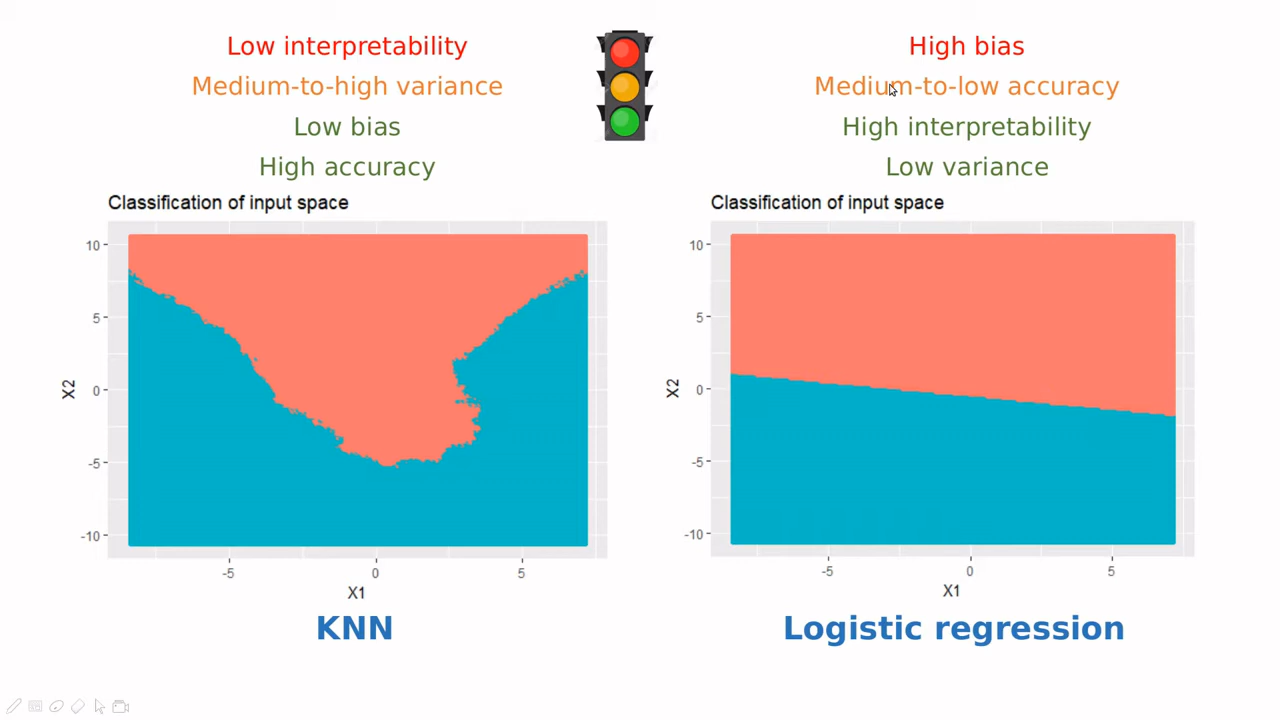 Low interpretability
Medium-to-high variance
Low bias
High accuracy
High bias
Medium-to-low accuracy
High interpretability
Low variance
Classification of input space
10
5
0
-5
-10
X2
-5
0
5
X1
KNN
Classification of input space
10
5
0
-5
-10
X2
-5
0
5
X1
Logistic regression